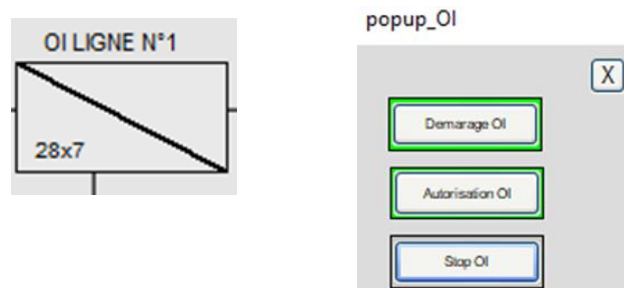 OI LIGNE N°1
28x7
popup_OI
X
Demarage OI
Autorisation OI
Stop OI